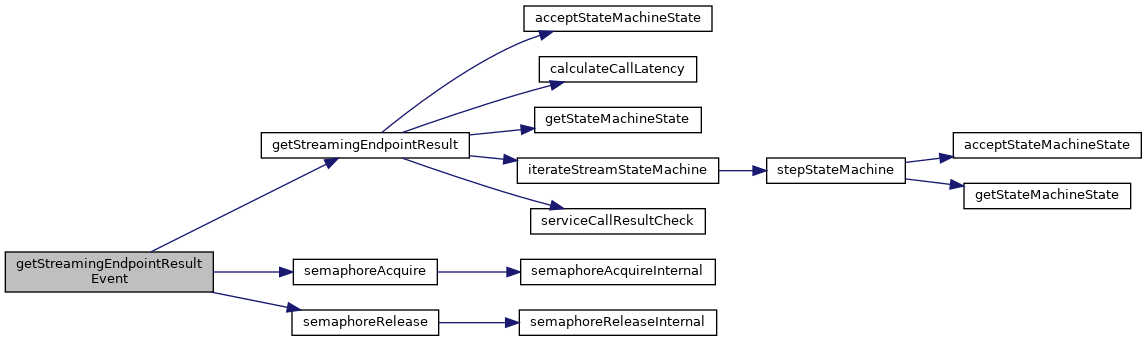 acceptStateMachineState
calculateCallLatency
getStateMachineState
getStreamingEndpointResult
iterateStreamStateMachine
stepStateMachine
acceptStateMachineState
getStateMachineState
serviceCallResultCheck
getStreamingEndpointResult
Event
semaphoreAcquire
semaphoreAcquireInternal
semaphoreRelease
semaphoreReleaseInternal